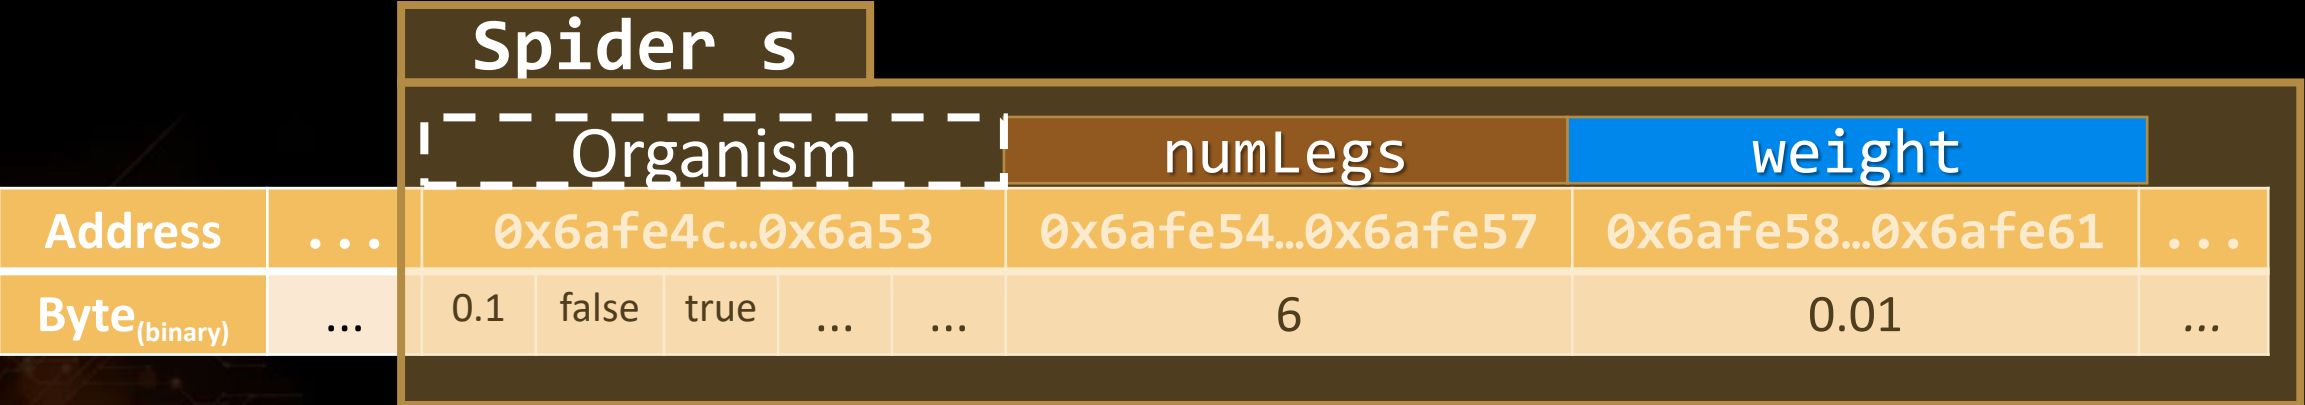 Spider s
Organism numLegs weight
Address ... 0x6afe4c…0x6a53 0x6afe54…0x6afe57 0x6afe58…0x6afe61 ...
Byte(binary) … 0.1 false true … … 6 0.01 …